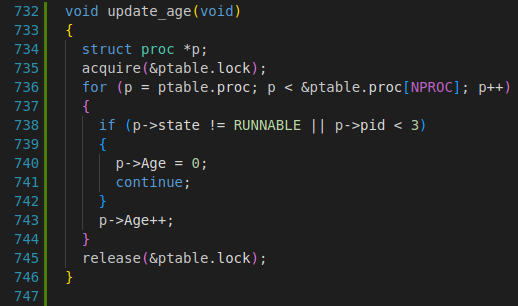 732 void update_age(void)
733 {
734   struct proc *p;
735   acquire(&ptable.lock);
736   for (p = ptable.proc; p < &ptable.proc[NPROC]; p++)
737   {
738     if (p->state != RUNNABLE || p->pid < 3)
739     {
740       p->Age = 0;
741       continue;
742     }
743     p->Age++;
744   }
745   release(&ptable.lock);
746 }
747